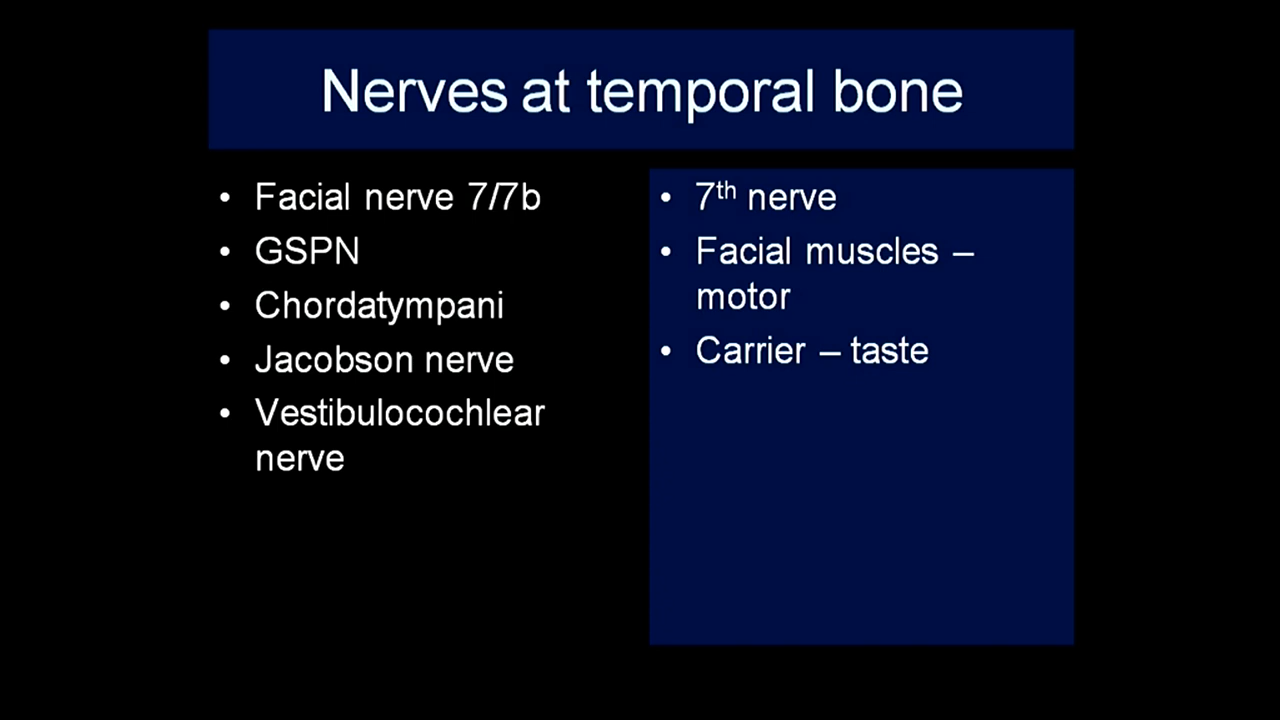 Nerves at temporal bone
• Facial nerve 7/7b
• GSPN
• Chordatympani
• Jacobson nerve
• Vestibulocochlear
nerve
• 7th nerve
• Facial muscles –
motor
• Carrier – taste